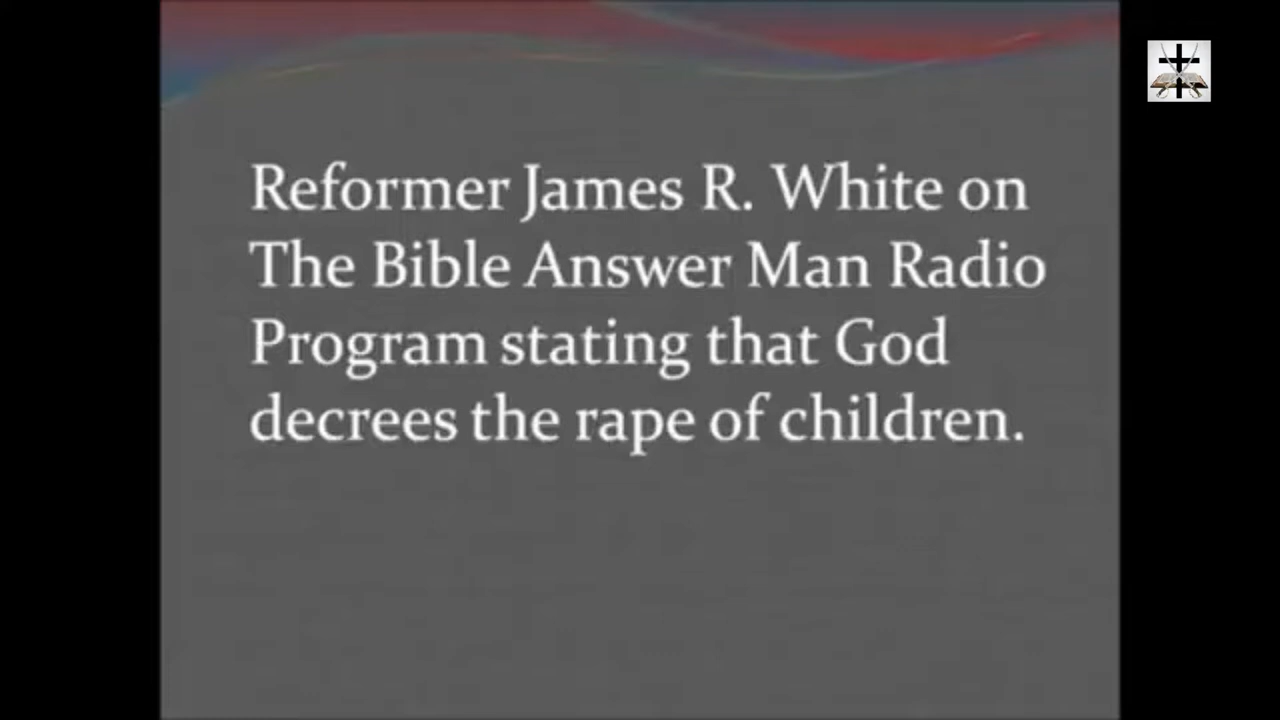 Reformer James R. White on
The Bible Answer Man Radio
Program stating that God
decrees the rape of children.